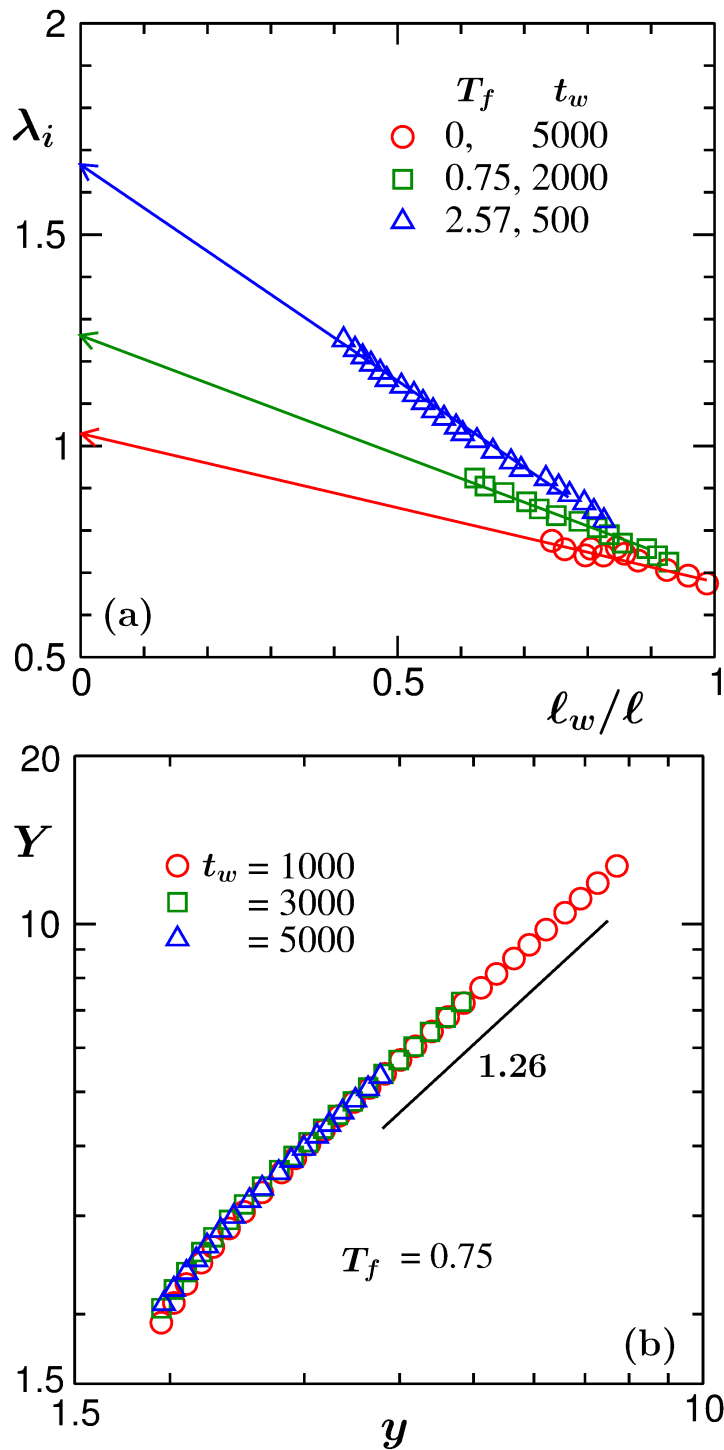 2
λᵢ
T_f t_w
0, 5000
0.75, 2000
2.57, 500
1.5
1
(a)
0.5
0 0.5 1
ℓ_w/ℓ
20
Y
t_w = 1000
= 3000
= 5000
10
1.26
T_f = 0.75
(b)
1.5
1.5 10
y